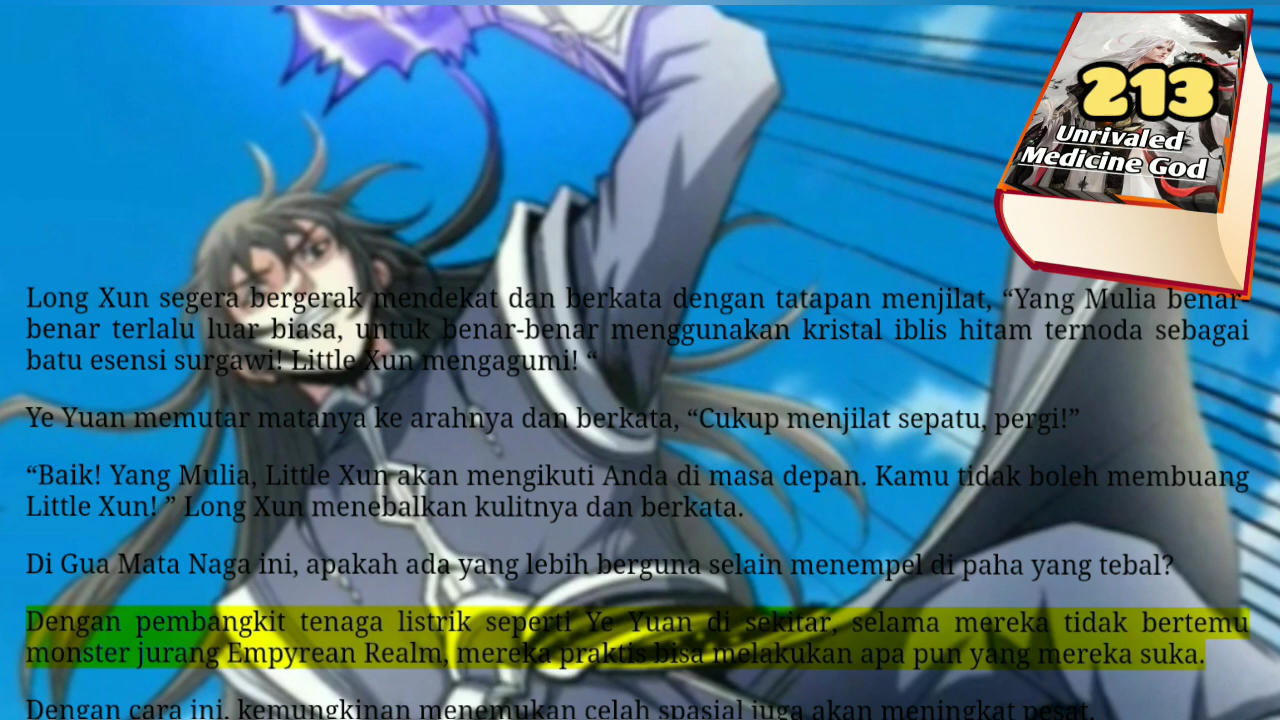 213
Unrivaled
Medicine God
Long Xun segera bergerak mendekat dan berkata dengan tatapan menjilat, “Yang Mulia benar-
benar terlalu luar biasa, untuk benar-benar menggunakan kristal iblis hitam ternoda sebagai
batu esensi surgawi! Little Xun mengagumi! “
Ye Yuan memutar matanya ke arahnya dan berkata, “Cukup menjilat sepatu, pergi!”
“Baik! Yang Mulia, Little Xun akan mengikuti Anda di masa depan. Kamu tidak boleh membuang
Little Xun! ” Long Xun menebalkan kulitnya dan berkata.
Di Gua Mata Naga ini, apakah ada yang lebih berguna selain menempel di paha yang tebal?
Dengan pembangkit tenaga listrik seperti Ye Yuan di sekitar, selama mereka tidak bertemu
monster jurang Empyrean Realm, mereka praktis bisa melakukan apa pun yang mereka suka.
Dengan cara ini, kemungkinan menemukan celah spasial juga akan meningkat pesat.